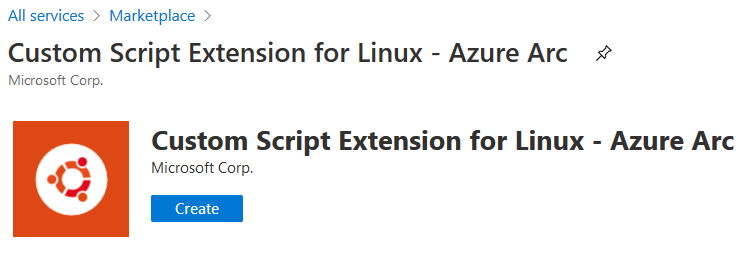 All services > Marketplace >
Custom Script Extension for Linux - Azure Arc
Microsoft Corp.
Custom Script Extension for Linux - Azure Arc
Microsoft Corp.
Create